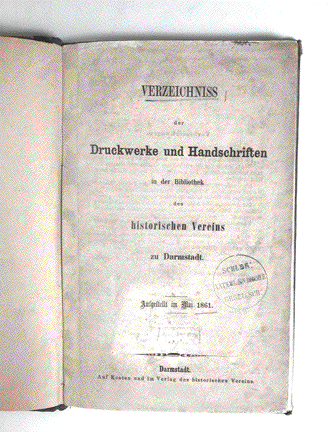 VERZEICHNISS
der
Druckwerke und Handschriften
in der Bibliothek
des
historischen Vereins
zu Darmstadt.
Aufgestellt im Mai 1861.
Darmstadt.
Auf Kosten und im Verlag des historischen Vereins.